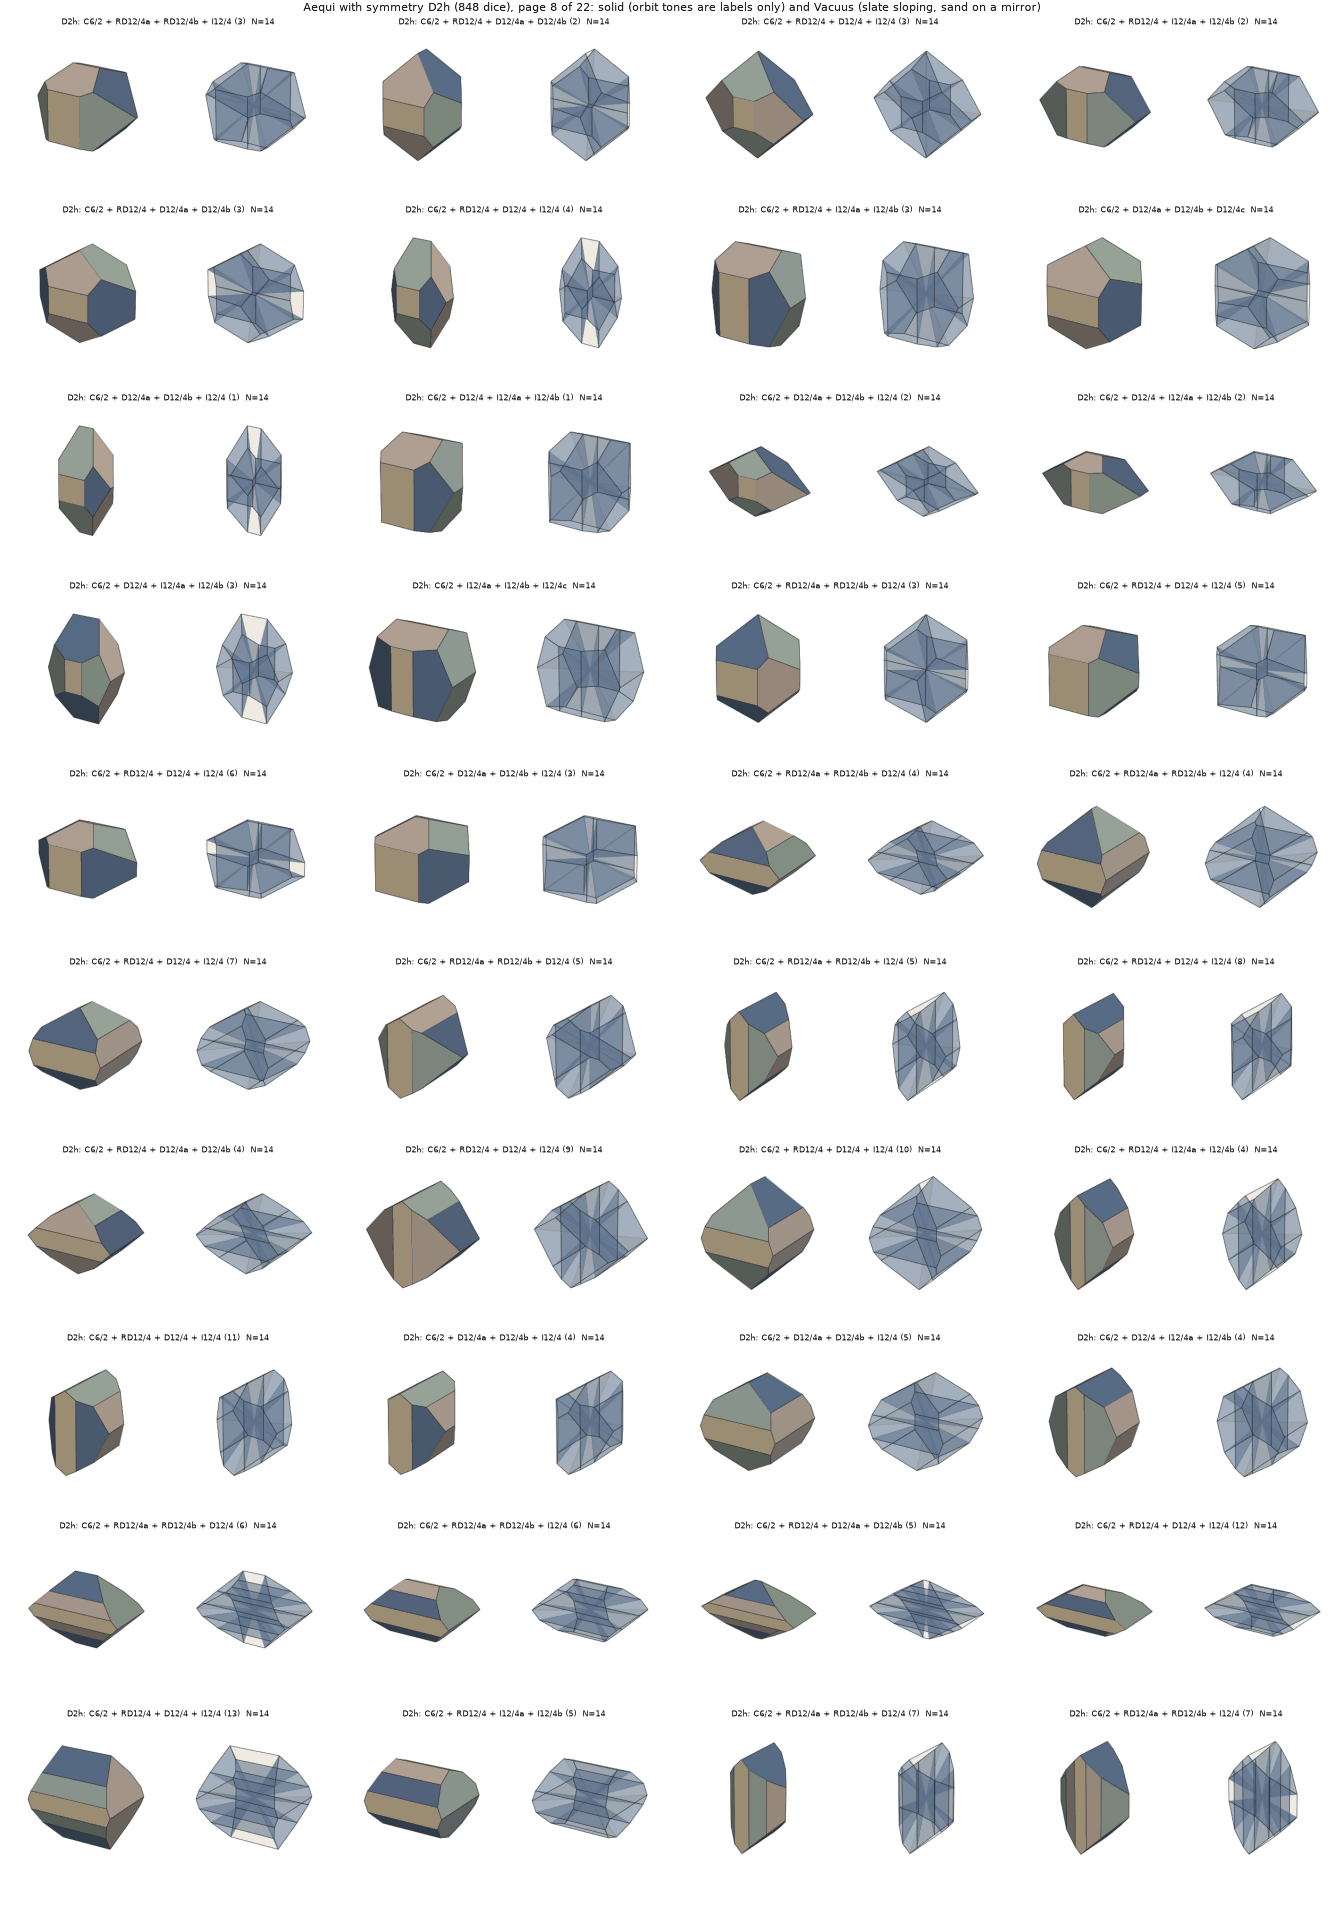 Aequi with symmetry D2h (848 dice), page 8 of 22: solid (orbit tones are labels only) and Vacuus (slate sloping, sand on a mirror)
D2h: C6/2 + RD12/4a + RD12/4b + I12/4 (3)  N=14
D2h: C6/2 + RD12/4 + D12/4a + D12/4b (2)  N=14
D2h: C6/2 + RD12/4 + D12/4 + I12/4 (3)  N=14
D2h: C6/2 + RD12/4 + I12/4a + I12/4b (2)  N=14
D2h: C6/2 + RD12/4 + D12/4a + D12/4b (3)  N=14
D2h: C6/2 + RD12/4 + D12/4 + I12/4 (4)  N=14
D2h: C6/2 + RD12/4 + I12/4a + I12/4b (3)  N=14
D2h: C6/2 + D12/4a + D12/4b + D12/4c  N=14
D2h: C6/2 + D12/4a + D12/4b + I12/4 (1)  N=14
D2h: C6/2 + D12/4 + I12/4a + I12/4b (1)  N=14
D2h: C6/2 + D12/4a + D12/4b + I12/4 (2)  N=14
D2h: C6/2 + D12/4 + I12/4a + I12/4b (2)  N=14
D2h: C6/2 + D12/4 + I12/4a + I12/4b (3)  N=14
D2h: C6/2 + I12/4a + I12/4b + I12/4c  N=14
D2h: C6/2 + RD12/4a + RD12/4b + D12/4 (3)  N=14
D2h: C6/2 + RD12/4 + D12/4 + I12/4 (5)  N=14
D2h: C6/2 + RD12/4 + D12/4 + I12/4 (6)  N=14
D2h: C6/2 + D12/4a + D12/4b + I12/4 (3)  N=14
D2h: C6/2 + RD12/4a + RD12/4b + D12/4 (4)  N=14
D2h: C6/2 + RD12/4a + RD12/4b + I12/4 (4)  N=14
D2h: C6/2 + RD12/4 + D12/4 + I12/4 (7)  N=14
D2h: C6/2 + RD12/4a + RD12/4b + D12/4 (5)  N=14
D2h: C6/2 + RD12/4a + RD12/4b + I12/4 (5)  N=14
D2h: C6/2 + RD12/4 + D12/4 + I12/4 (8)  N=14
D2h: C6/2 + RD12/4 + D12/4a + D12/4b (4)  N=14
D2h: C6/2 + RD12/4 + D12/4 + I12/4 (9)  N=14
D2h: C6/2 + RD12/4 + D12/4 + I12/4 (10)  N=14
D2h: C6/2 + RD12/4 + I12/4a + I12/4b (4)  N=14
D2h: C6/2 + RD12/4 + D12/4 + I12/4 (11)  N=14
D2h: C6/2 + D12/4a + D12/4b + I12/4 (4)  N=14
D2h: C6/2 + D12/4a + D12/4b + I12/4 (5)  N=14
D2h: C6/2 + D12/4 + I12/4a + I12/4b (4)  N=14
D2h: C6/2 + RD12/4a + RD12/4b + D12/4 (6)  N=14
D2h: C6/2 + RD12/4a + RD12/4b + I12/4 (6)  N=14
D2h: C6/2 + RD12/4 + D12/4a + D12/4b (5)  N=14
D2h: C6/2 + RD12/4 + D12/4 + I12/4 (12)  N=14
D2h: C6/2 + RD12/4 + D12/4 + I12/4 (13)  N=14
D2h: C6/2 + RD12/4 + I12/4a + I12/4b (5)  N=14
D2h: C6/2 + RD12/4a + RD12/4b + D12/4 (7)  N=14
D2h: C6/2 + RD12/4a + RD12/4b + I12/4 (7)  N=14